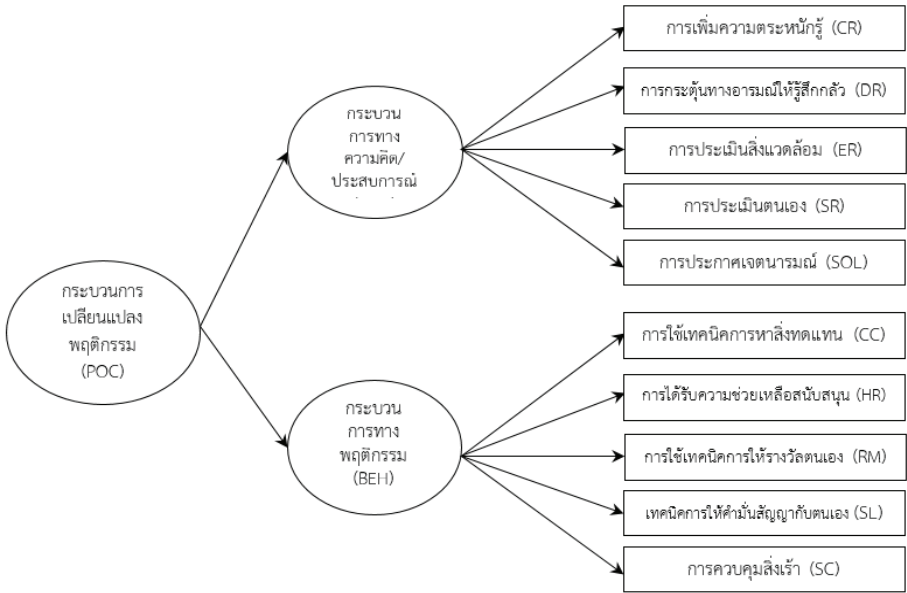 การเพิ่มความตระหนักรู้ (CR)
การกระตุ้นทางอารมณ์ให้รู้สึกกลัว (DR)
กระบวน
การทาง
ความคิด/
ประสบการณ์
การประเมินสิ่งแวดล้อม (ER)
การประเมินตนเอง (SR)
การประกาศเจตนารมณ์ (SOL)
กระบวนการ
เปลี่ยนแปลง
พฤติกรรม
(POC)
การใช้เทคนิคการหาสิ่งทดแทน (CC)
การได้รับความช่วยเหลือสนับสนุน (HR)
กระบวน
การทาง
พฤติกรรม
(BEH)
การใช้เทคนิคการให้รางวัลตนเอง (RM)
เทคนิคการให้คำมั่นสัญญากับตนเอง (SL)
การควบคุมสิ่งเร้า (SC)